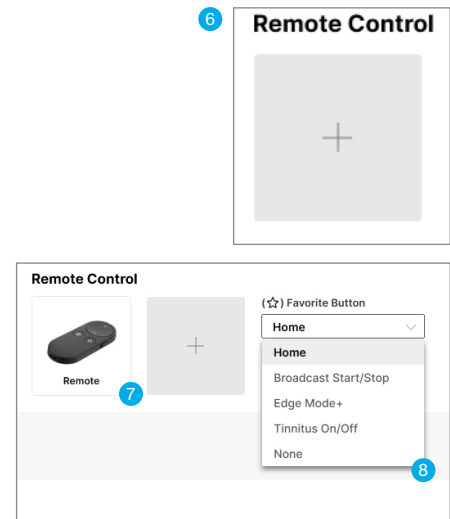 6
Remote Control
Remote Control
Remote
7
(☆) Favorite Button
Home
Home
Broadcast Start/Stop
Edge Mode+
Tinnitus On/Off
None
8